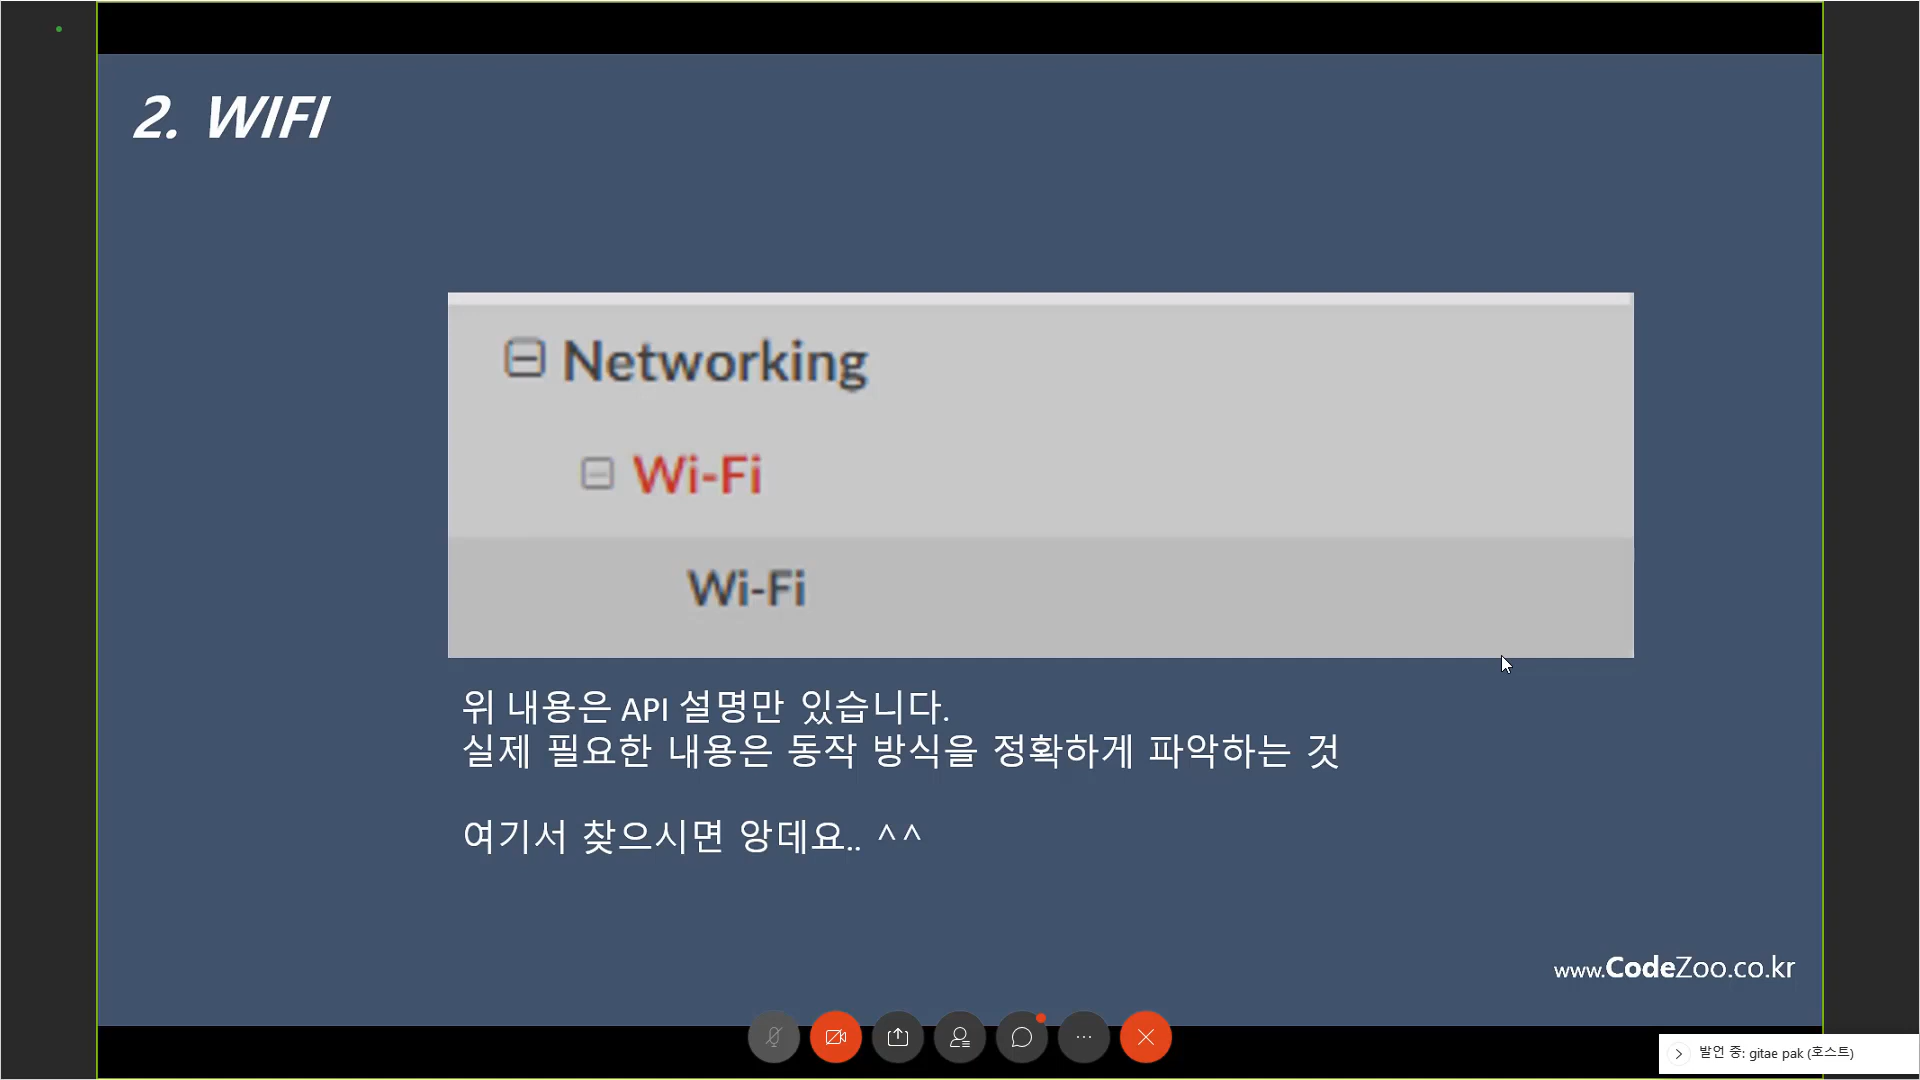 2. WIFI
Networking
Wi-Fi
Wi-Fi
위 내용은 API 설명만 있습니다.
실제 필요한 내용은 동작 방식을 정확하게 파악하는 것
여기서 찾으시면 앙데요.. ^^
www.CodeZoo.co.kr
발언 중: gitae pak (호스트)